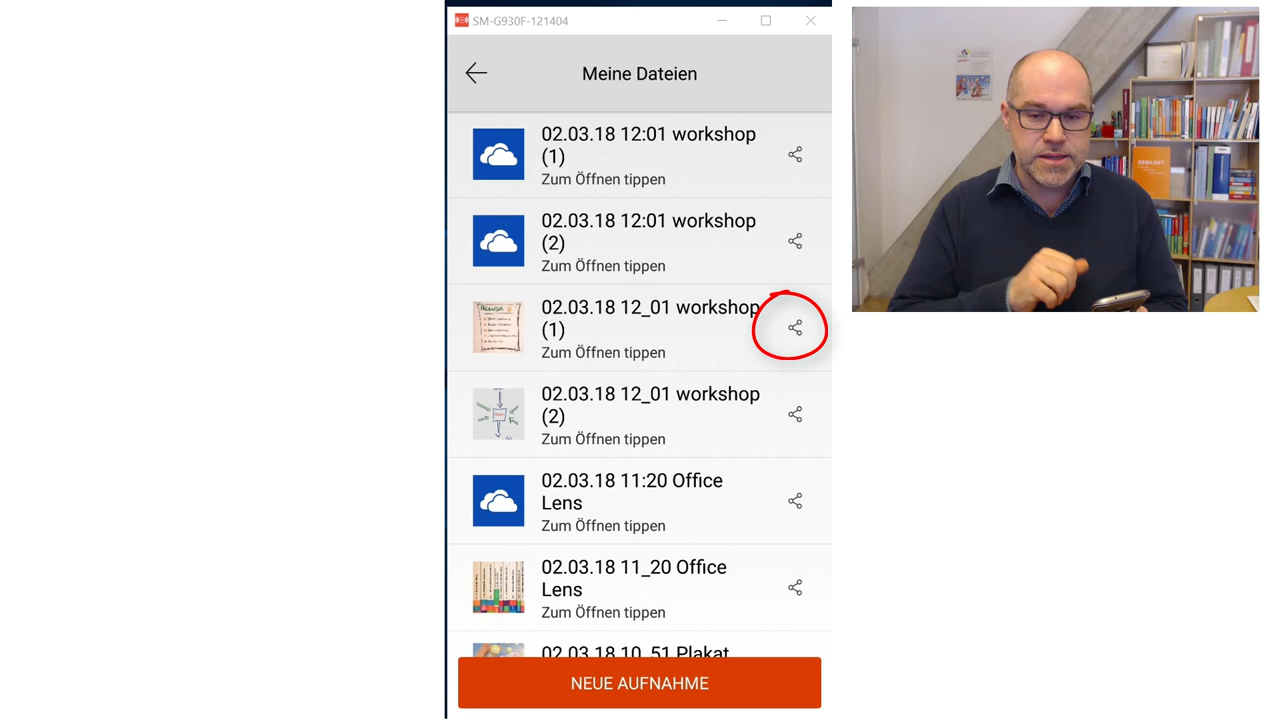 SM-G930F-121404
Meine Dateien
02.03.18 12:01 workshop
(1)
Zum Öffnen tippen
02.03.18 12:01 workshop
(2)
Zum Öffnen tippen
02.03.18 12_01 workshop
(1)
Zum Öffnen tippen
02.03.18 12_01 workshop
(2)
Zum Öffnen tippen
02.03.18 11:20 Office
Lens
Zum Öffnen tippen
02.03.18 11_20 Office
Lens
Zum Öffnen tippen
02.03.18 10_51 Plakat
NEUE AUFNAHME
AGENDA